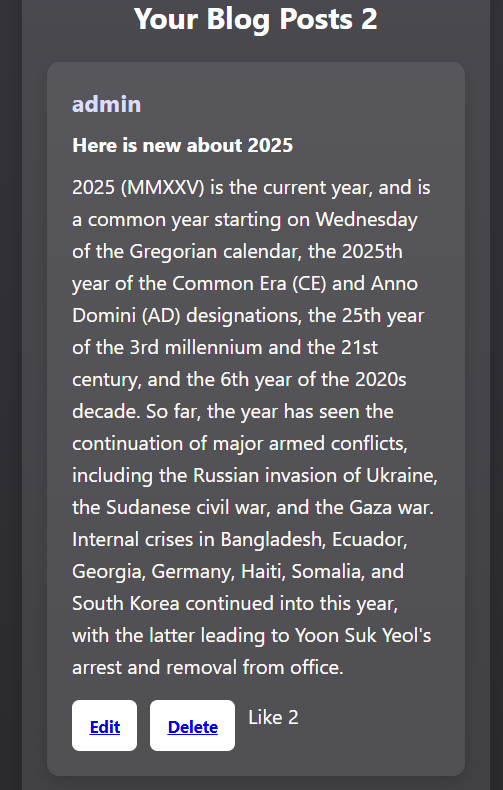 Your Blog Posts 2
admin
Here is new about 2025
2025 (MMXXV) is the current year, and is
a common year starting on Wednesday
of the Gregorian calendar, the 2025th
year of the Common Era (CE) and Anno
Domini (AD) designations, the 25th year
of the 3rd millennium and the 21st
century, and the 6th year of the 2020s
decade. So far, the year has seen the
continuation of major armed conflicts,
including the Russian invasion of Ukraine,
the Sudanese civil war, and the Gaza war.
Internal crises in Bangladesh, Ecuador,
Georgia, Germany, Haiti, Somalia, and
South Korea continued into this year,
with the latter leading to Yoon Suk Yeol's
arrest and removal from office.
Edit Delete Like 2